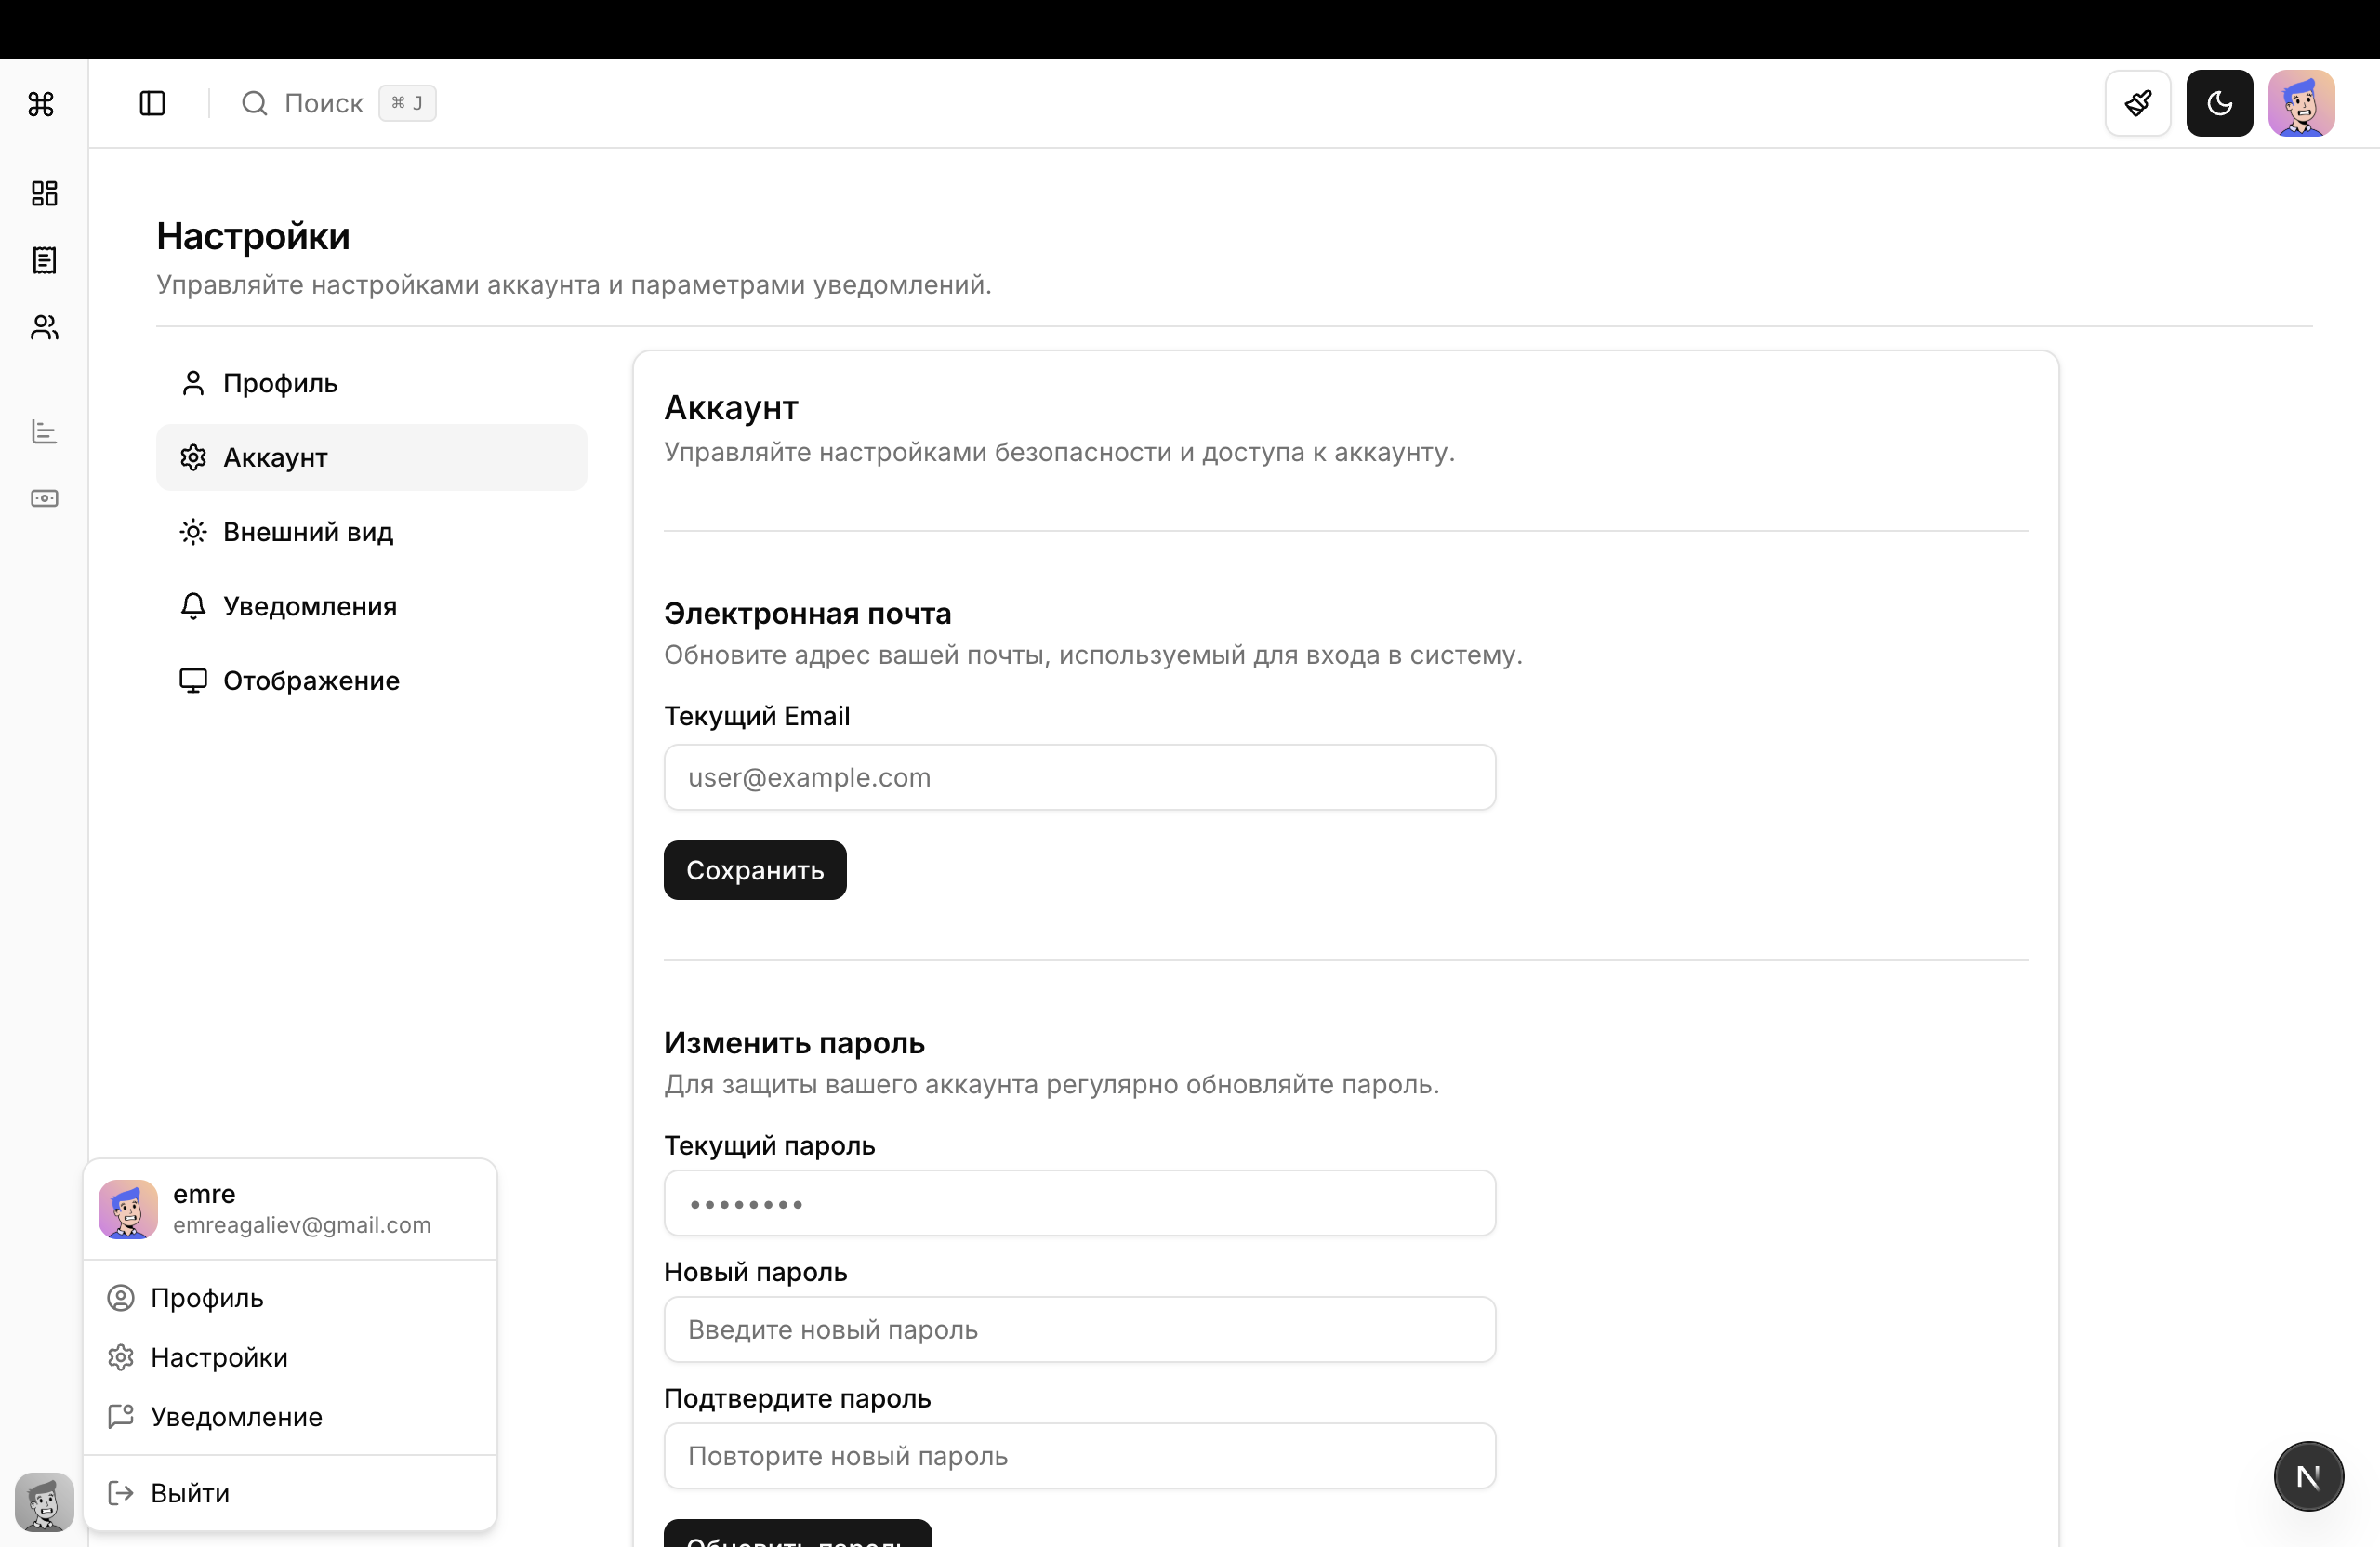 Поиск ⌘ J
Настройки
Управляйте настройками аккаунта и параметрами уведомлений.
Профиль
Аккаунт
Внешний вид
Уведомления
Отображение
Аккаунт
Управляйте настройками безопасности и доступа к аккаунту.
Электронная почта
Обновите адрес вашей почты, используемый для входа в систему.
Текущий Email
user@example.com
Сохранить
Изменить пароль
Для защиты вашего аккаунта регулярно обновляйте пароль.
Текущий пароль
••••••••
Новый пароль
Введите новый пароль
Подтвердите пароль
Повторите новый пароль
Обновить пароль
emre
emreagaliev@gmail.com
Профиль
Настройки
Уведомление
Выйти
N